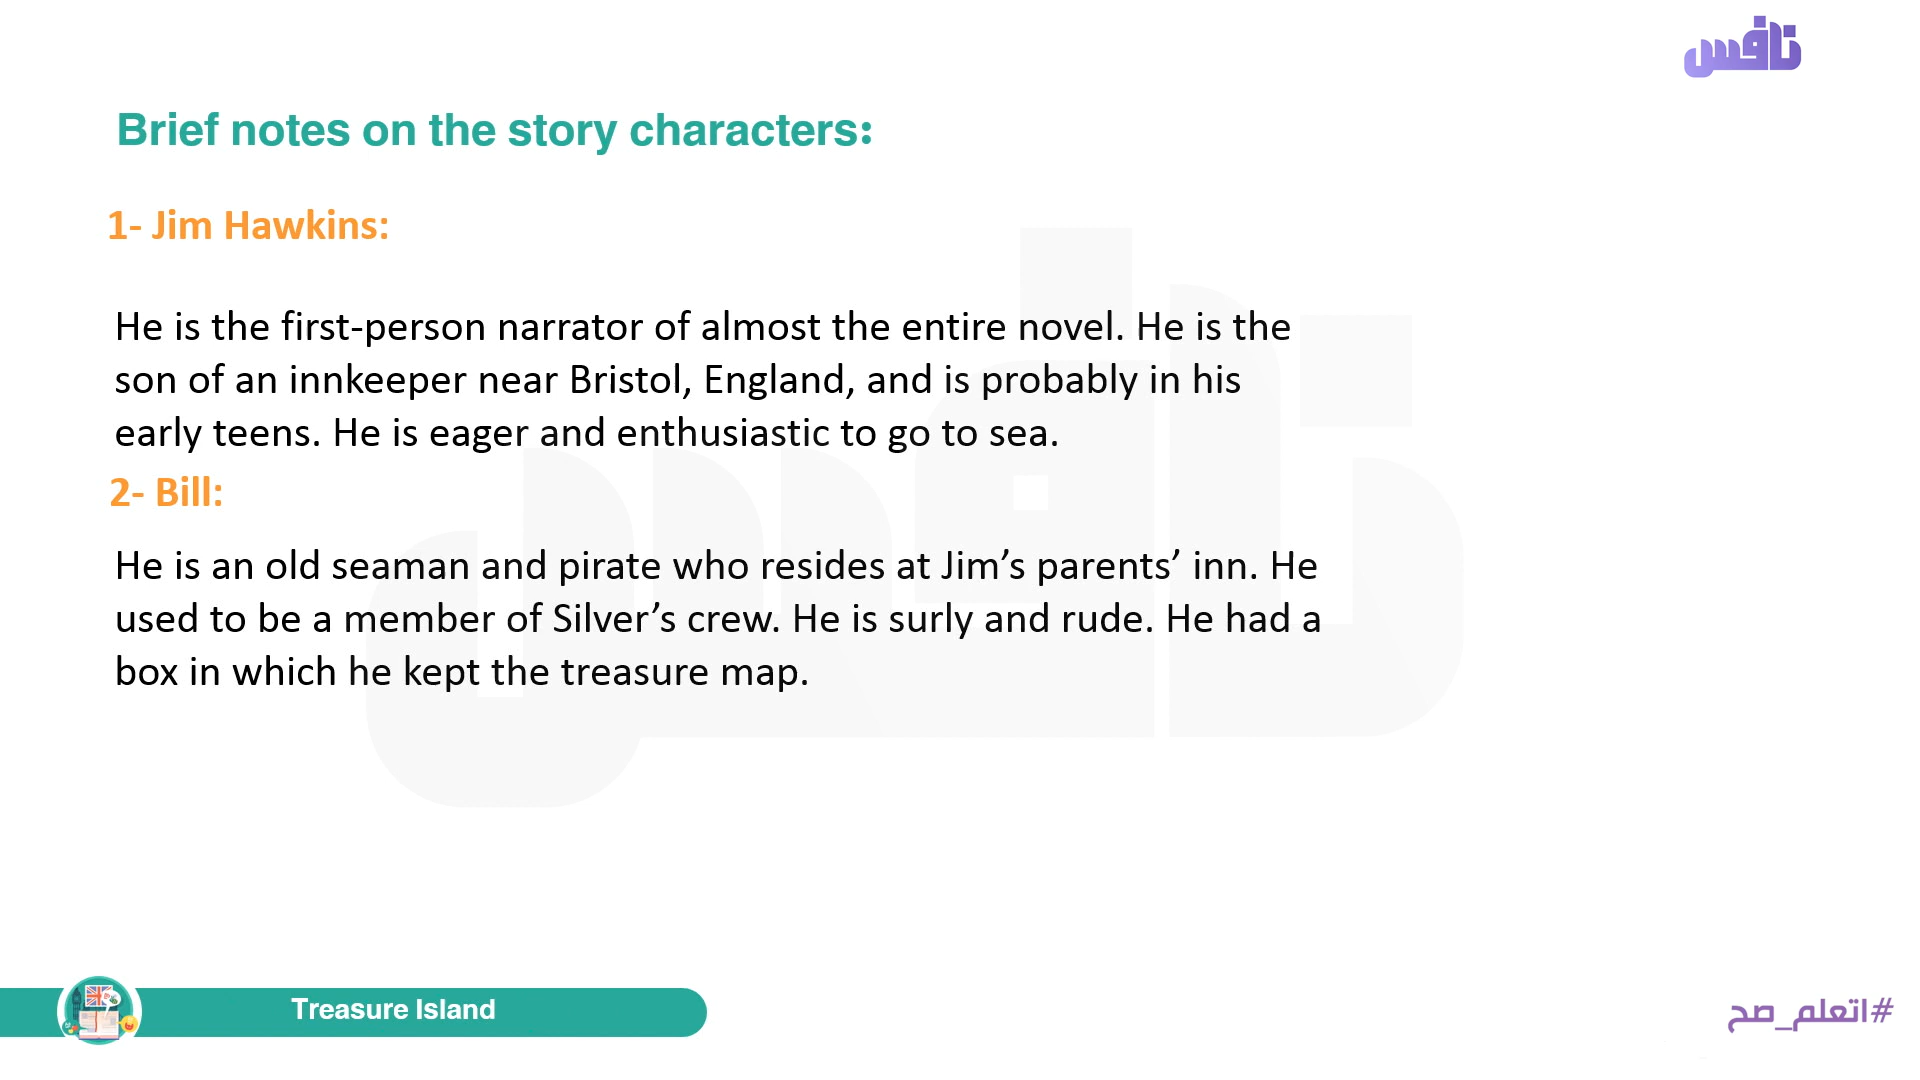 نافس
Brief notes on the story characters:
1- Jim Hawkins:
He is the first-person narrator of almost the entire novel. He is the
son of an innkeeper near Bristol, England, and is probably in his
early teens. He is eager and enthusiastic to go to sea.
2- Bill:
He is an old seaman and pirate who resides at Jim’s parents’ inn. He
used to be a member of Silver’s crew. He is surly and rude. He had a
box in which he kept the treasure map.
Treasure Island
#اتعلم_صح